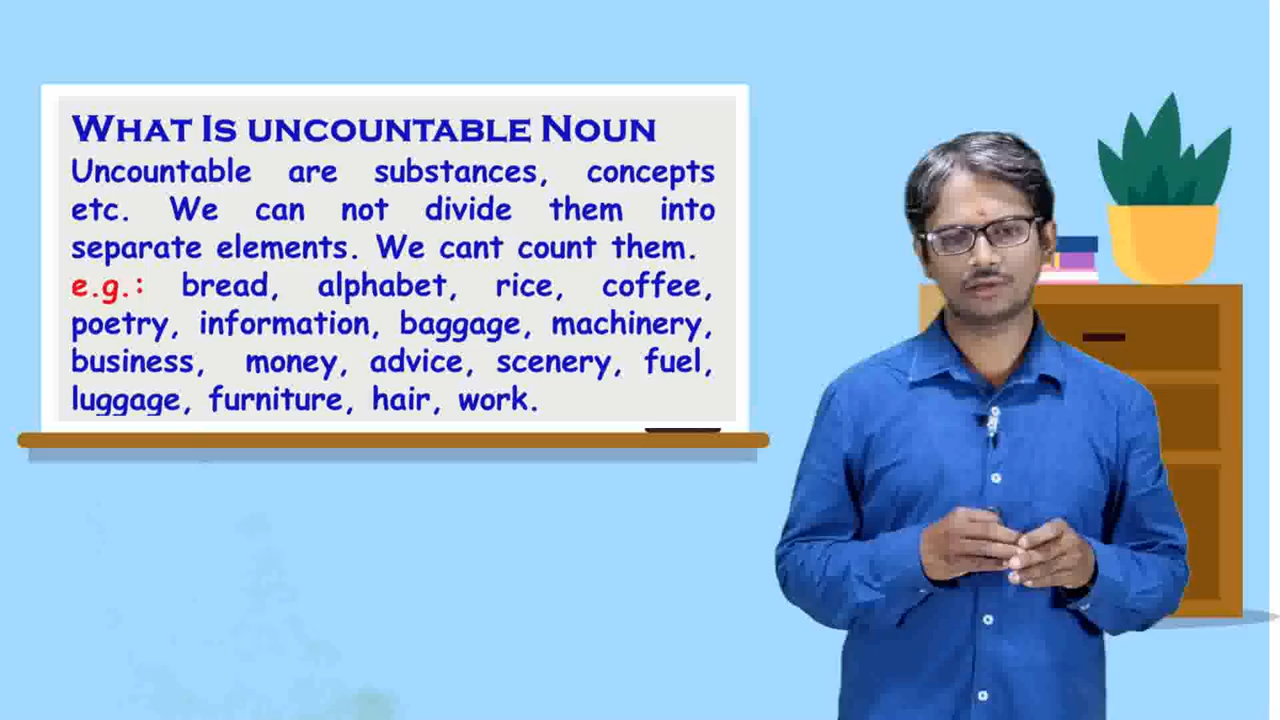 WHAT IS UNCOUNTABLE NOUN
Uncountable are substances, concepts
etc. We can not divide them into
separate elements. We cant count them.
e.g.: bread, alphabet, rice, coffee,
poetry, information, baggage, machinery,
business, money, advice, scenery, fuel,
luggage, furniture, hair, work.